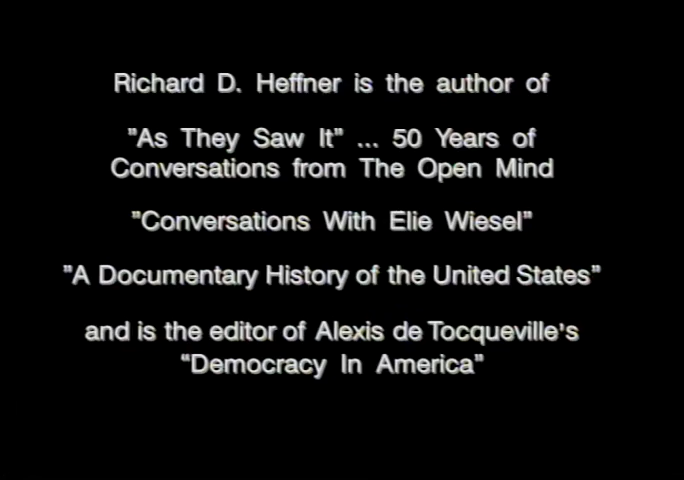 Richard D. Heffner is the author of
"As They Saw It" ... 50 Years of
Conversations from The Open Mind
"Conversations With Elie Wiesel"
"A Documentary History of the United States"
and is the editor of Alexis de Tocqueville's
"Democracy In America"